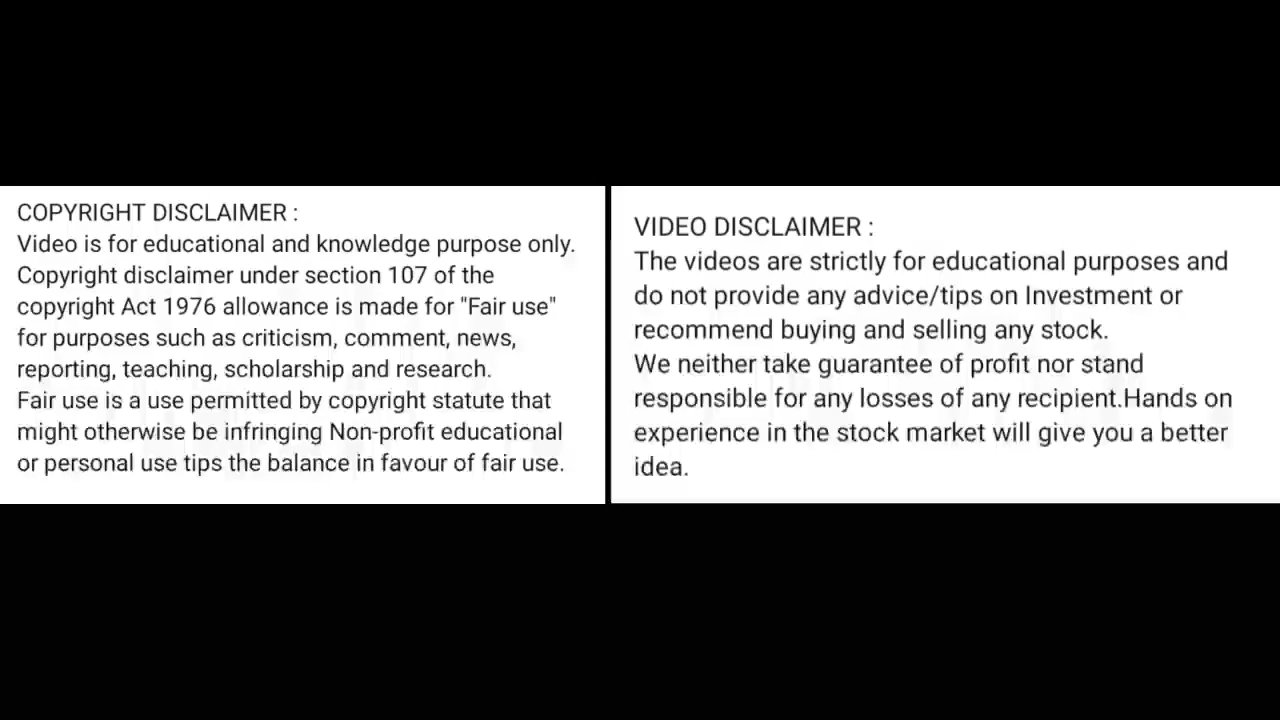 COPYRIGHT DISCLAIMER :
Video is for educational and knowledge purpose only.
Copyright disclaimer under section 107 of the
copyright Act 1976 allowance is made for "Fair use"
for purposes such as criticism, comment, news,
reporting, teaching, scholarship and research.
Fair use is a use permitted by copyright statute that
might otherwise be infringing Non-profit educational
or personal use tips the balance in favour of fair use.
VIDEO DISCLAIMER :
The videos are strictly for educational purposes and
do not provide any advice/tips on Investment or
recommend buying and selling any stock.
We neither take guarantee of profit nor stand
responsible for any losses of any recipient.Hands on
experience in the stock market will give you a better
idea.